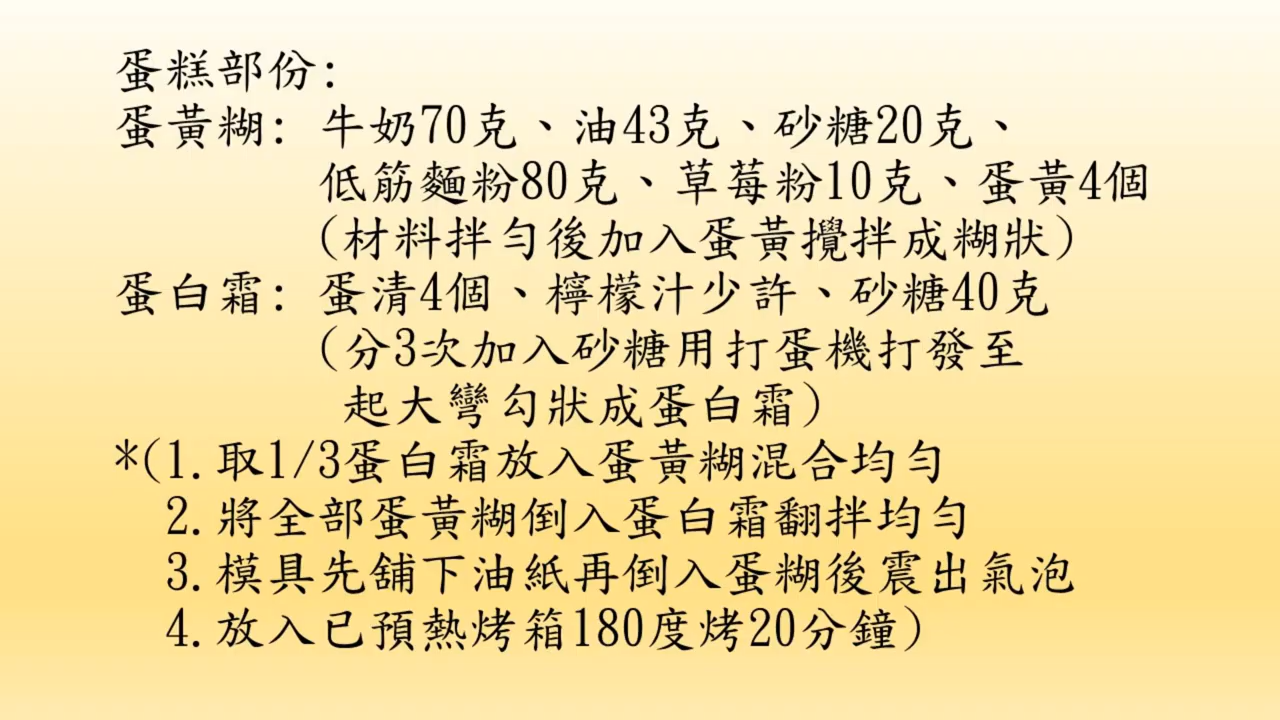 蛋糕部份:
蛋黃糊: 牛奶70克、油43克、砂糖20克、
低筋麵粉80克、草莓粉10克、蛋黃4個
(材料拌勻後加入蛋黃攪拌成糊狀)
蛋白霜: 蛋清4個、檸檬汁少許、砂糖40克
(分3次加入砂糖用打蛋機打發至
起大彎勾狀成蛋白霜)
*(1.取1/3蛋白霜放入蛋黃糊混合均勻
2.將全部蛋黃糊倒入蛋白霜翻拌均勻
3.模具先舖下油紙再倒入蛋糊後震出氣泡
4.放入已預熱烤箱180度烤20分鐘)